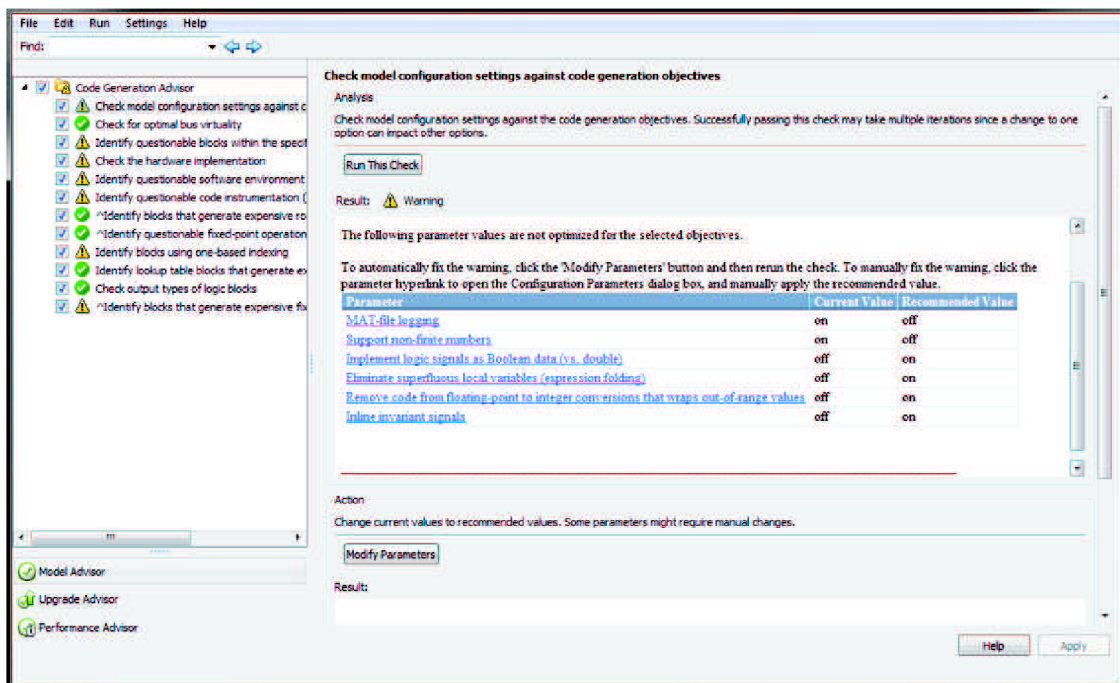 File Edit Run Settings Help
Find:
Code Generation Advisor
Check model configuration settings against c
Check for optimal bus virtuality
Identify questionable blocks within the specif
Check the hardware implementation
Identify questionable software environment
Identify questionable code instrumentation (
^Identify blocks that generate expensive ro
^Identify questionable fixed-point operation
Identify blocks using one-based indexing
Identify lookup table blocks that generate ex
Check output types of logic blocks
^Identify blocks that generate expensive fix
Model Advisor
Upgrade Advisor
Performance Advisor
Check model configuration settings against code generation objectives
Analysis
Check model configuration settings against the code generation objectives. Successfully passing this check may take multiple iterations since a change to one
option can impact other options.
Run This Check
Result: Warning
The following parameter values are not optimized for the selected objectives.
To automatically fix the warning, click the 'Modify Parameters' button and then rerun the check. To manually fix the warning, click the
parameter hyperlink to open the Configuration Parameters dialog box, and manually apply the recommended value.
Parameter Current Value Recommended Value
MAT-file logging on off
Support non-finite numbers on off
Implement logic signals as Boolean data (vs. double) off on
Eliminate superfluous local variables (expression folding) off on
Remove code from floating-point to integer conversions that wraps out-of-range values off on
Inline invariant signals off on
Action
Change current values to recommended values. Some parameters might require manual changes.
Modify Parameters
Result:
Help Apply